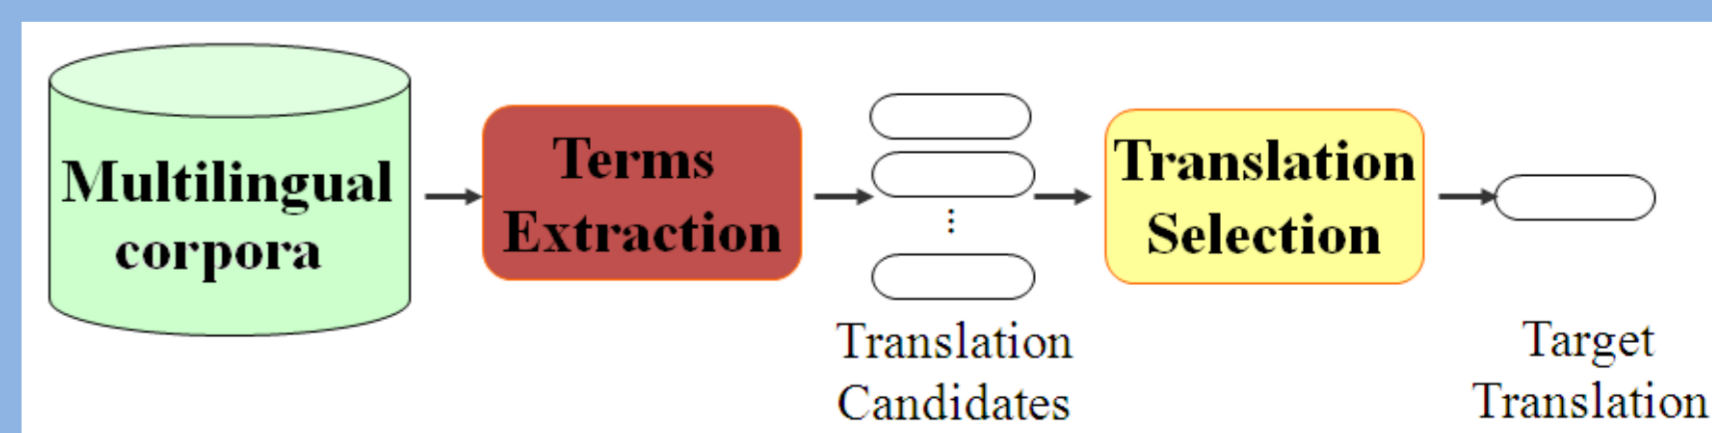 Multilingual
corpora
Terms
Extraction
⋮
Translation
Candidates
Translation
Selection
Target
Translation